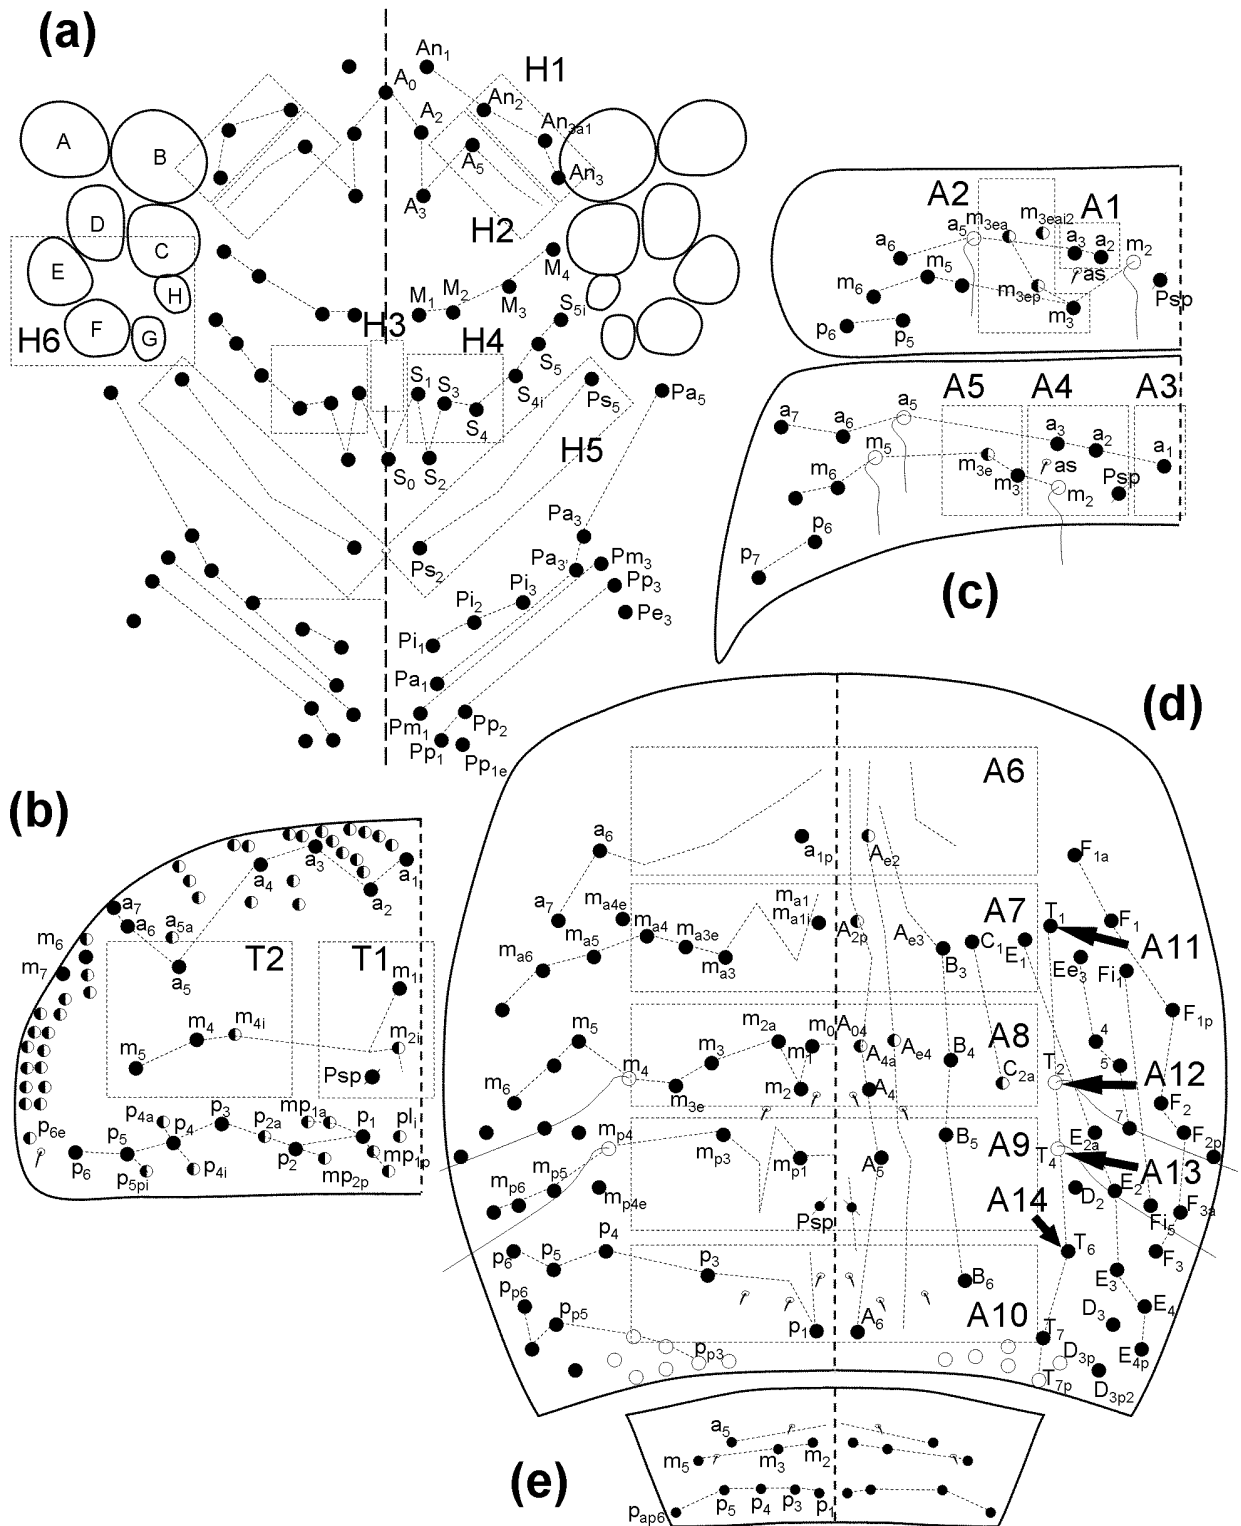 (a)
An1
H1
A0
A2
An2
An3a1
A5
An3
A3
H2
A
B
D
C
E
H
F
G
H6
M1
M2
M3
M4
S5i
H3
H4
S1
S3
S5
S4i
S4
Ps5
Pa5
S0
S2
H5
Ps2
Pa3
Pa3'
Pm3
Pp3
Pi3
Pi2
Pe3
Pi1
Pa1
Pm1
Pp2
Pp1
Pp1e
A2
m3eai2
A1
a5
m3ea
a3
a2
m2
a6
m5
as
Psp
m6
m3ep
m3
p6
p5
A5
A4
A3
a5
a7
a6
a3
a2
a1
m5
m3e
as
m6
m3
m2
Psp
p6
p7
(c)
(b)
a3
a1
a4
a2
a7
a6
a5a
m6
m7
a5
T2
T1
m1
m4
m4i
m2i
m5
Psp
p4a
p3
p2a
mp1a
p1
pli
p6e
p5
p4
p6
p5pi
p4i
p2
mp2p
mp1p
(d)
A6
a6
a1p
Ae2
F1a
a7
ma4e
ma4
ma3e
ma3
ma1
ma1i
A2p
Ae3
A7
C1
E1
T1
F1
A11
ma5
ma6
B3
Ee3
Fi1
F1p
m5
m2a
m0
m1
A04
A4a
Ae4
B4
A8
C2a
4
5
T2
A12
m4
m3
m3e
m2
A4
m6
F2
7
F2p
E2a
mp4
mp3
mp1
A5
B5
A9
T4
A13
mp5
mp6
mp4e
Psp
D2
E2
Fi5
F3a
A14
p4
p5
p6
p3
B6
T6
F3
E3
pp6
pp5
p1
A6
A10
T7
D3
E4
pp3
D3p
E4p
T7p
D3p2
(e)
a5
m5
m3
m2
p5
p4
p3
p1
pap6